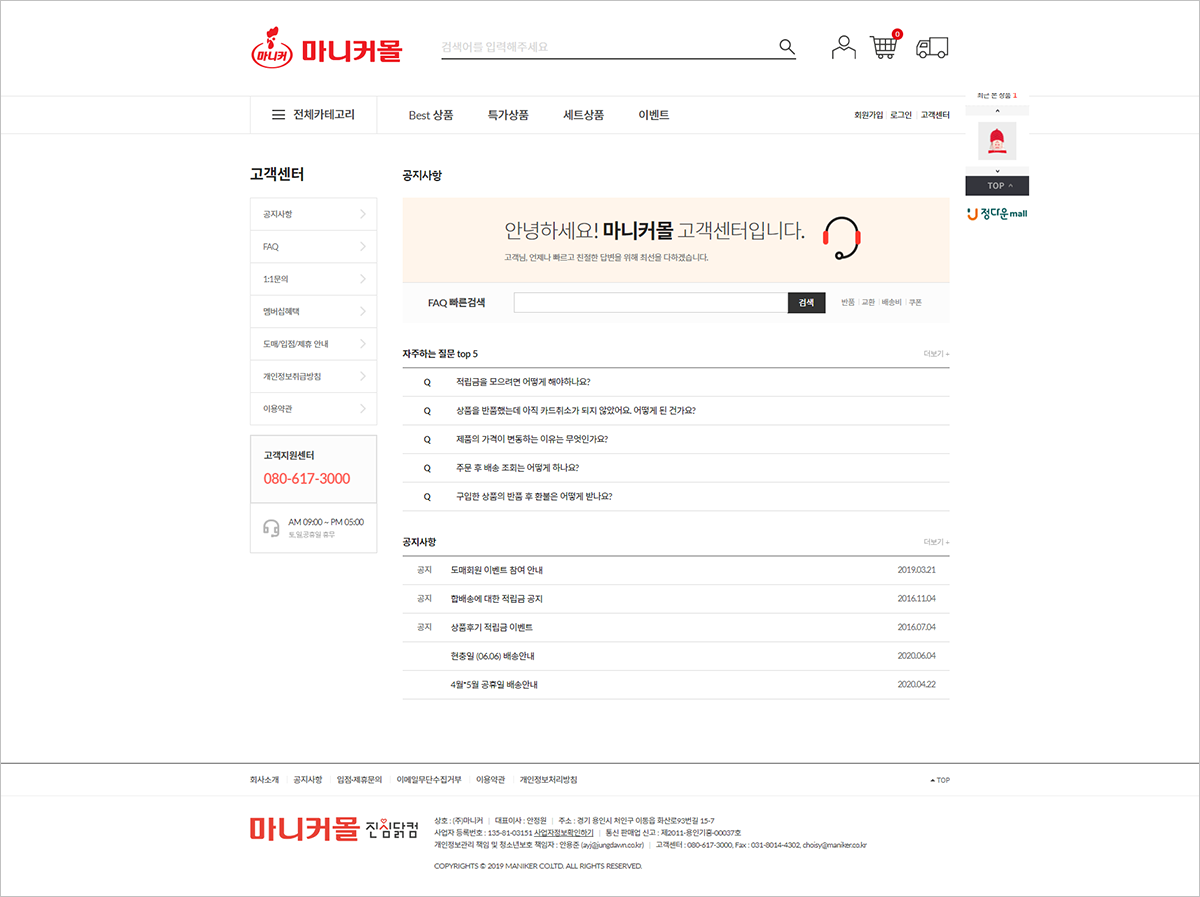 마니커 마니커몰
검색어를 입력해주세요
0
전체카테고리
Best 상품
특가상품
세트상품
이벤트
회원가입 로그인 고객센터
최근 본 상품 1
TOP
정다운mall
고객센터
공지사항
FAQ
1:1문의
멤버십혜택
도매/입점/제휴 안내
개인정보취급방침
이용약관
고객지원센터
080-617-3000
AM 09:00 ~ PM 05:00
토,일,공휴일 휴무
공지사항
안녕하세요! 마니커몰 고객센터입니다.
고객님, 언제나 빠르고 친절한 답변을 위해 최선을 다하겠습니다.
FAQ 빠른검색
검색
반품 | 교환 | 배송비 | 쿠폰
자주하는 질문 top 5
더보기 +
Q 적립금을 모으려면 어떻게 해야하나요?
Q 상품을 반품했는데 아직 카드취소가 되지 않았어요. 어떻게 된 건가요?
Q 제품의 가격이 변동하는 이유는 무엇인가요?
Q 주문 후 배송 조회는 어떻게 하나요?
Q 구입한 상품의 반품 후 환불은 어떻게 받나요?
공지사항
더보기 +
공지 도매회원 이벤트 참여 안내 2019.03.21
공지 합배송에 대한 적립금 공지 2016.11.04
공지 상품후기 적립금 이벤트 2016.07.04
현충일 (06.06) 배송안내 2020.06.04
4월*5월 공휴일 배송안내 2020.04.22
회사소개 공지사항 입점·제휴문의 이메일무단수집거부 이용약관 개인정보처리방침
TOP
마니커몰 진심닭컴
상호 : (주)마니커 | 대표이사 : 안정원 | 주소 : 경기 용인시 처인구 이동읍 화산로93번길 15-7
사업자 등록번호 : 135-81-03151 사업자정보확인하기 | 통신 판매업 신고 : 제2011-용인기흥-00037호
개인정보관리 책임 및 청소년보호 책임자 : 안용준 (ayj@jungdawn.co.kr) | 고객센터 : 080-617-3000, Fax : 031-8014-4302, choisy@maniker.co.kr
COPYRIGHTS © 2019 MANIKER CO.LTD. ALL RIGHTS RESERVED.